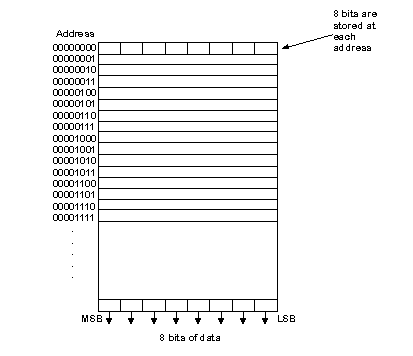 8 bits are
stored at
each
address
Address
00000000
00000001
00000010
00000011
00000100
00000101
00000110
00000111
00001000
00001001
00001010
00001011
00001100
00001101
00001110
00001111
MSB
LSB
8 bits of data